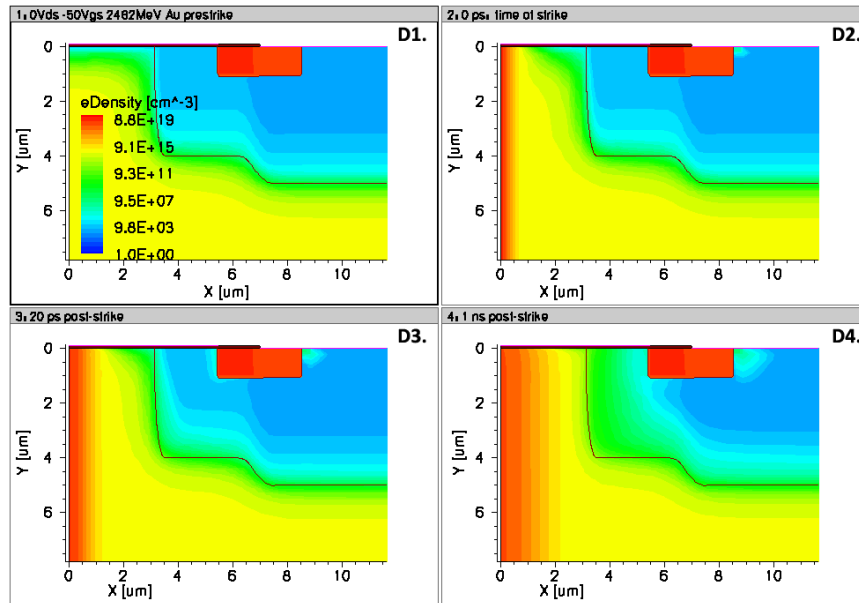 1: 0Vds -50Vgs 2482MeV Au prestrike
D1.
0
2
4
6
Y [um]
eDensity [cm^-3]
8.8E+19
9.1E+15
9.3E+11
9.5E+07
9.8E+03
1.0E+00
0 2 4 6 8 10
X [um]
2: 0 ps: time of strike
D2.
0
2
4
6
Y [um]
0 2 4 6 8 10
X [um]
3: 20 ps post-strike
D3.
0
2
4
6
Y [um]
0 2 4 6 8 10
X [um]
4: 1 ns post-strike
D4.
0
2
4
6
Y [um]
0 2 4 6 8 10
X [um]